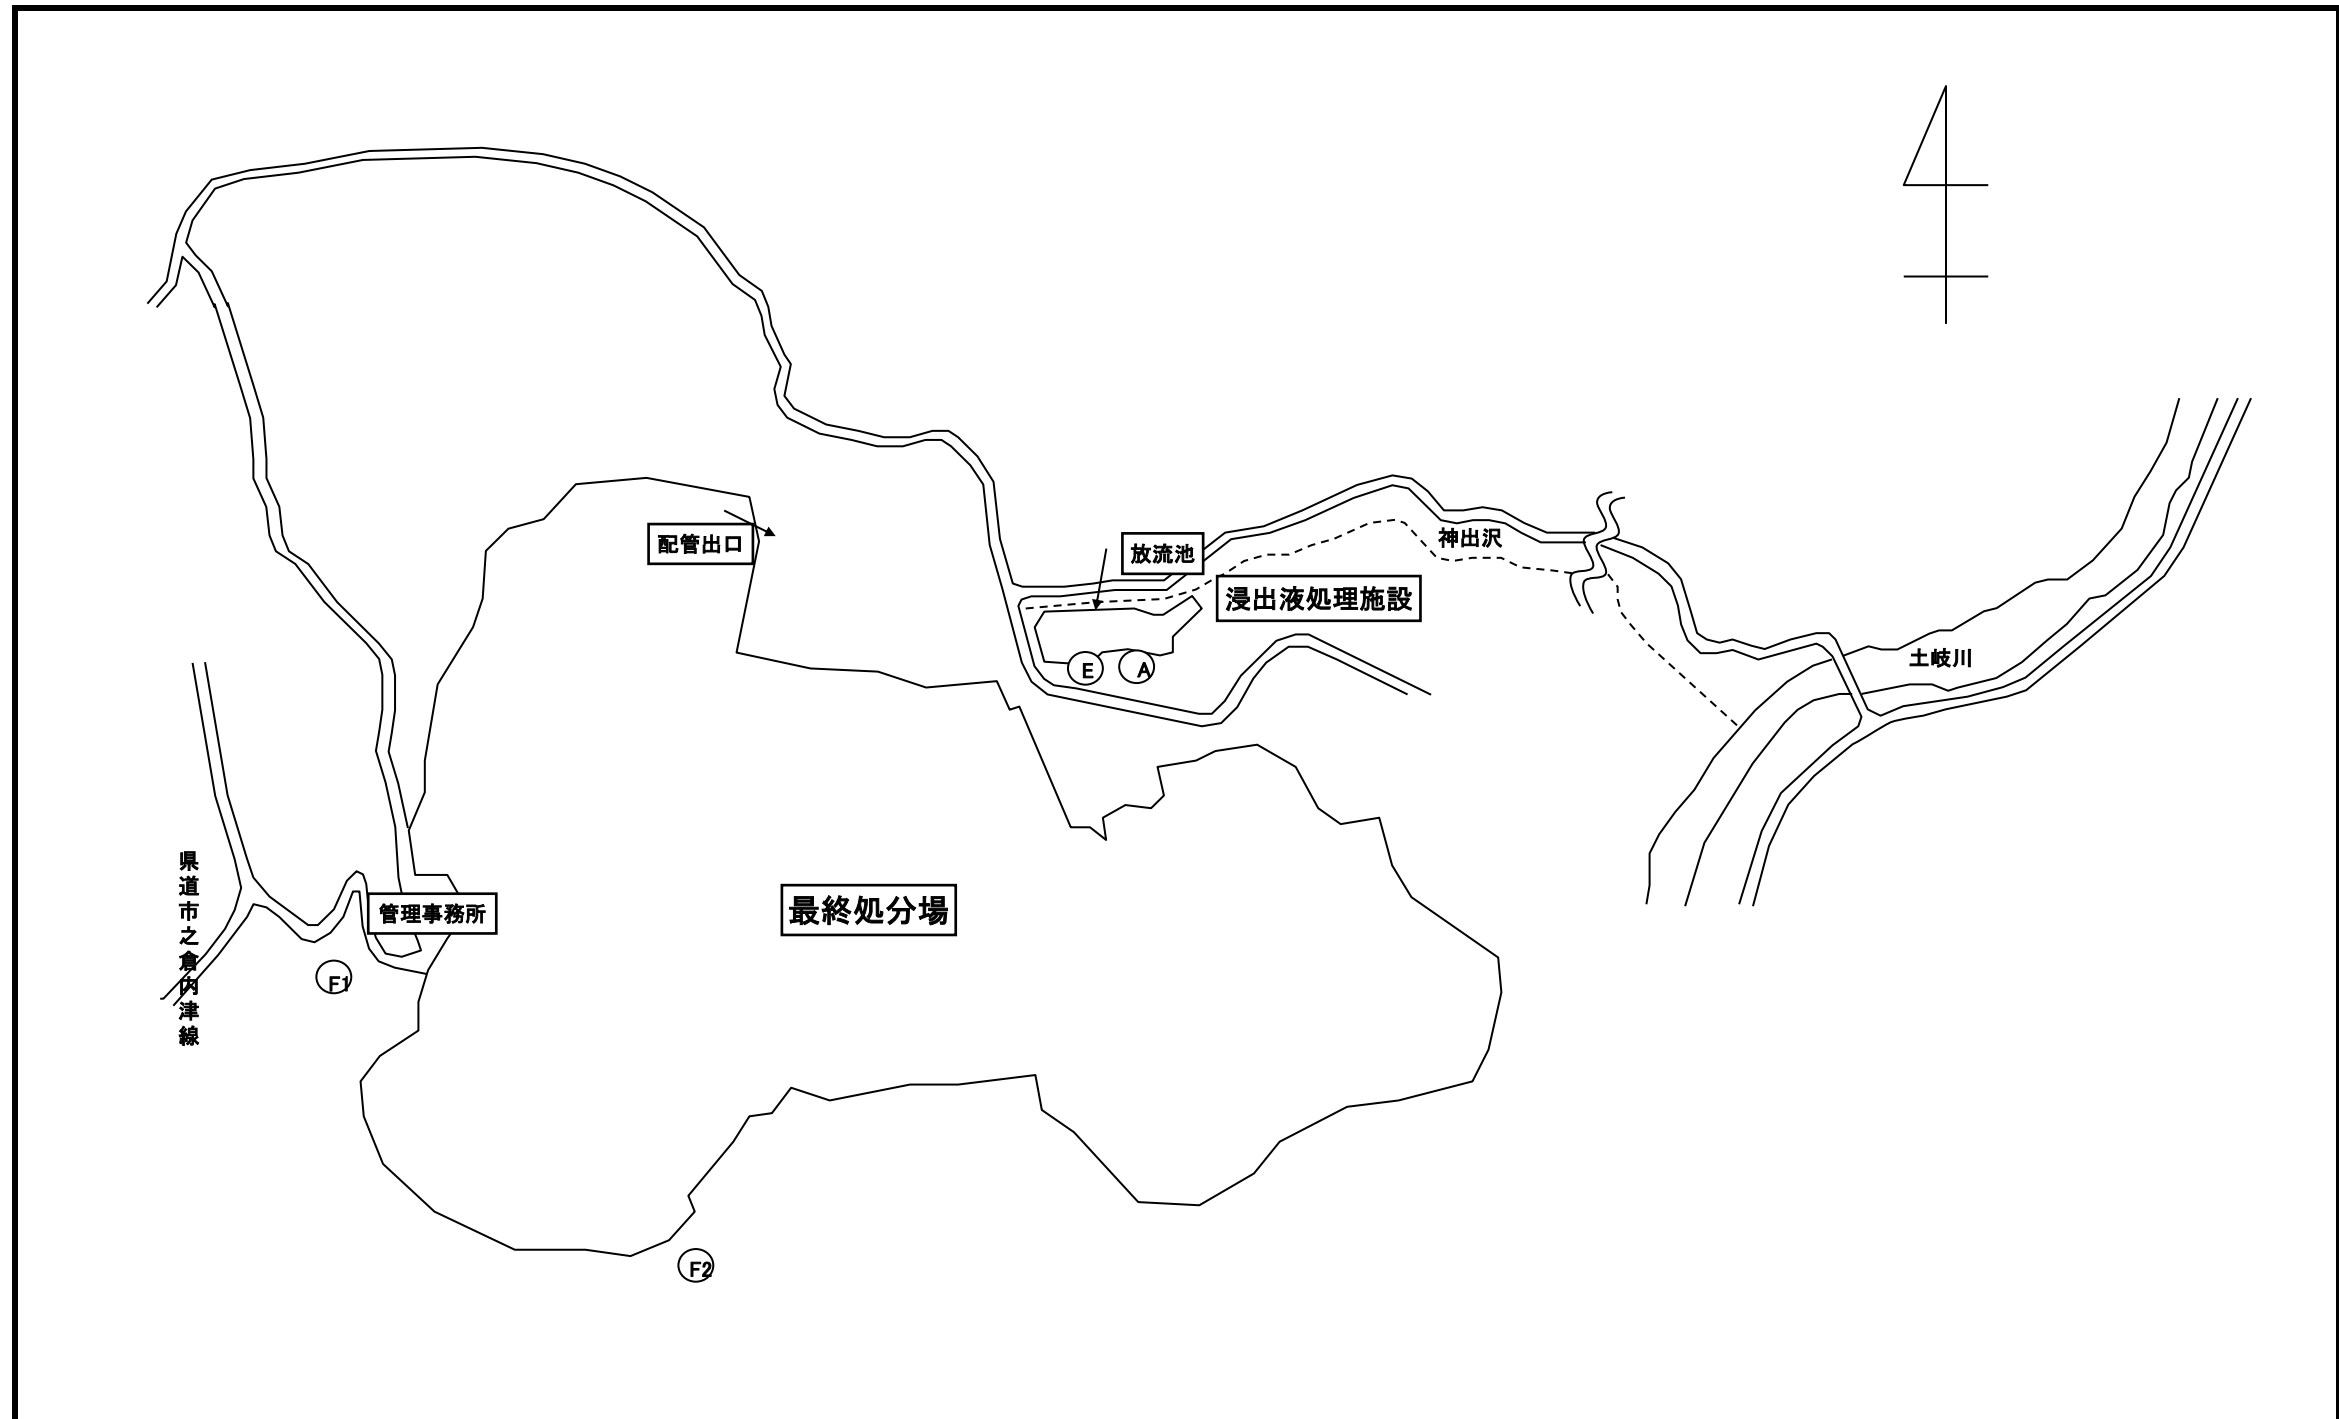 配管出口
放流池
神出沢
浸出液処理施設
土岐川
E
A
県道市之倉内津線
管理事務所
最終処分場
F1
F2